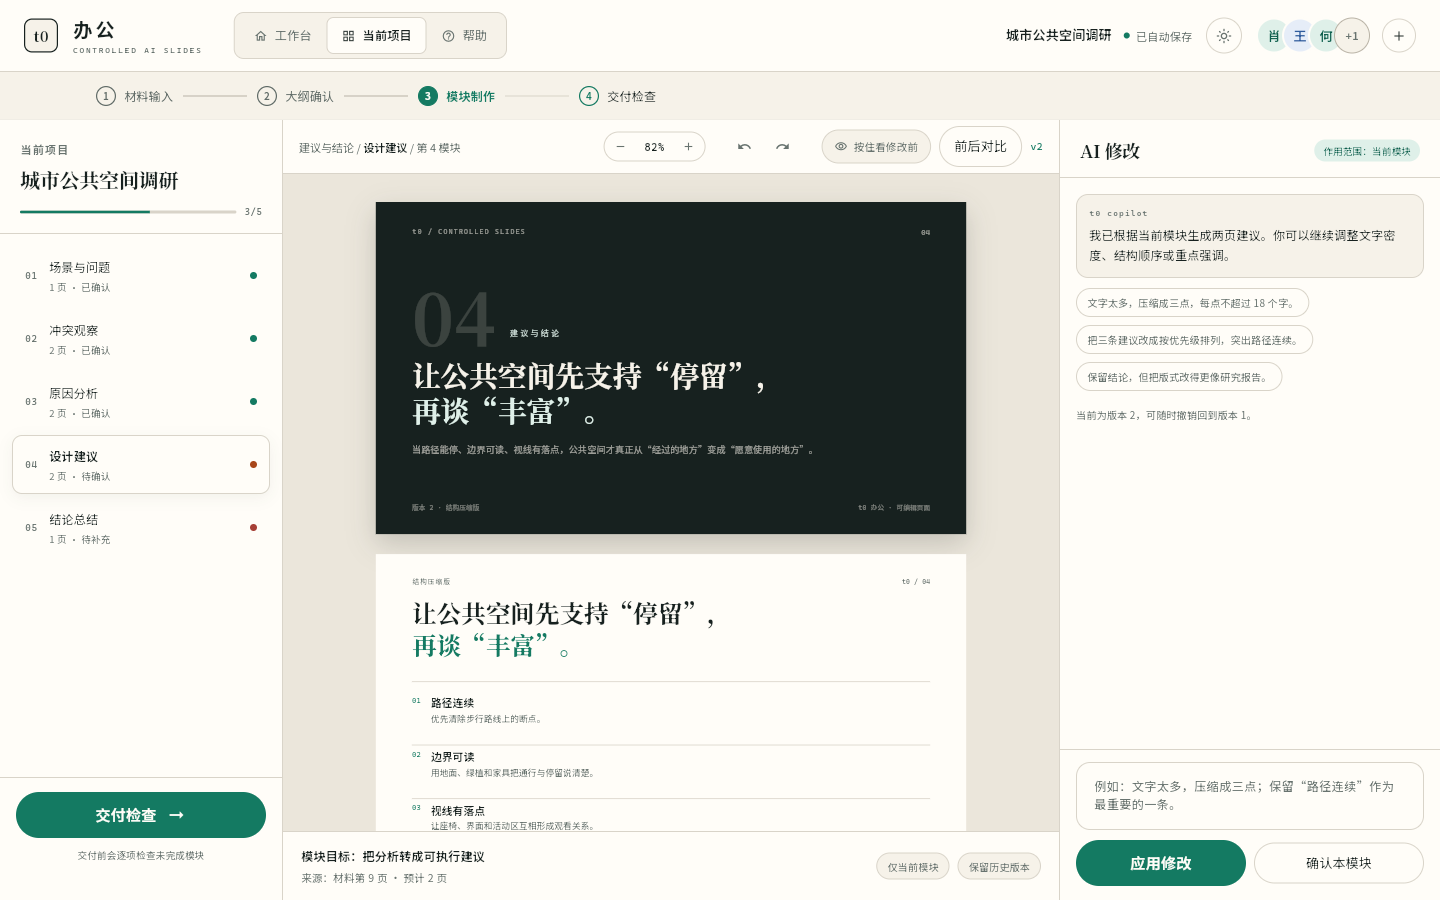 t0 办公
CONTROLLED AI SLIDES
工作台
当前项目
帮助
城市公共空间调研
已自动保存
肖 王 何 +1
1 材料输入
2 大纲确认
3 模块制作
4 交付检查
当前项目
城市公共空间调研
3/5
01 场景与问题
1 页 · 已确认
02 冲突观察
2 页 · 已确认
03 原因分析
2 页 · 已确认
04 设计建议
2 页 · 待确认
05 结论总结
1 页 · 待补充
交付检查 →
交付前会逐项检查未完成模块
建议与结论 / 设计建议 / 第 4 模块
− 82% +
按住看修改前
前后对比
v2
t0 / CONTROLLED SLIDES
04
04 建议与结论
让公共空间先支持“停留”，
再谈“丰富”。
当路径能停、边界可读、视线有落点，公共空间才真正从“经过的地方”变成“愿意使用的地方”。
版本 2 · 结构压缩版
t0 办公 · 可编辑页面
结构压缩版
t0 / 04
让公共空间先支持“停留”，
再谈“丰富”。
01 路径连续
优先清除步行路线上的断点。
02 边界可读
用地面、绿植和家具把通行与停留说清楚。
03 视线有落点
让座椅、界面和活动区互相形成观看关系。
模块目标：把分析转成可执行建议
来源：材料第 9 页 · 预计 2 页
仅当前模块
保留历史版本
AI 修改
作用范围：当前模块
t0 copilot
我已根据当前模块生成两页建议。你可以继续调整文字密
度、结构顺序或重点强调。
文字太多，压缩成三点，每点不超过 18 个字。
把三条建议改成按优先级排列，突出路径连续。
保留结论，但把版式改得更像研究报告。
当前为版本 2，可随时撤销回到版本 1。
例如：文字太多，压缩成三点；保留“路径连续”作为
最重要的一条。
应用修改
确认本模块